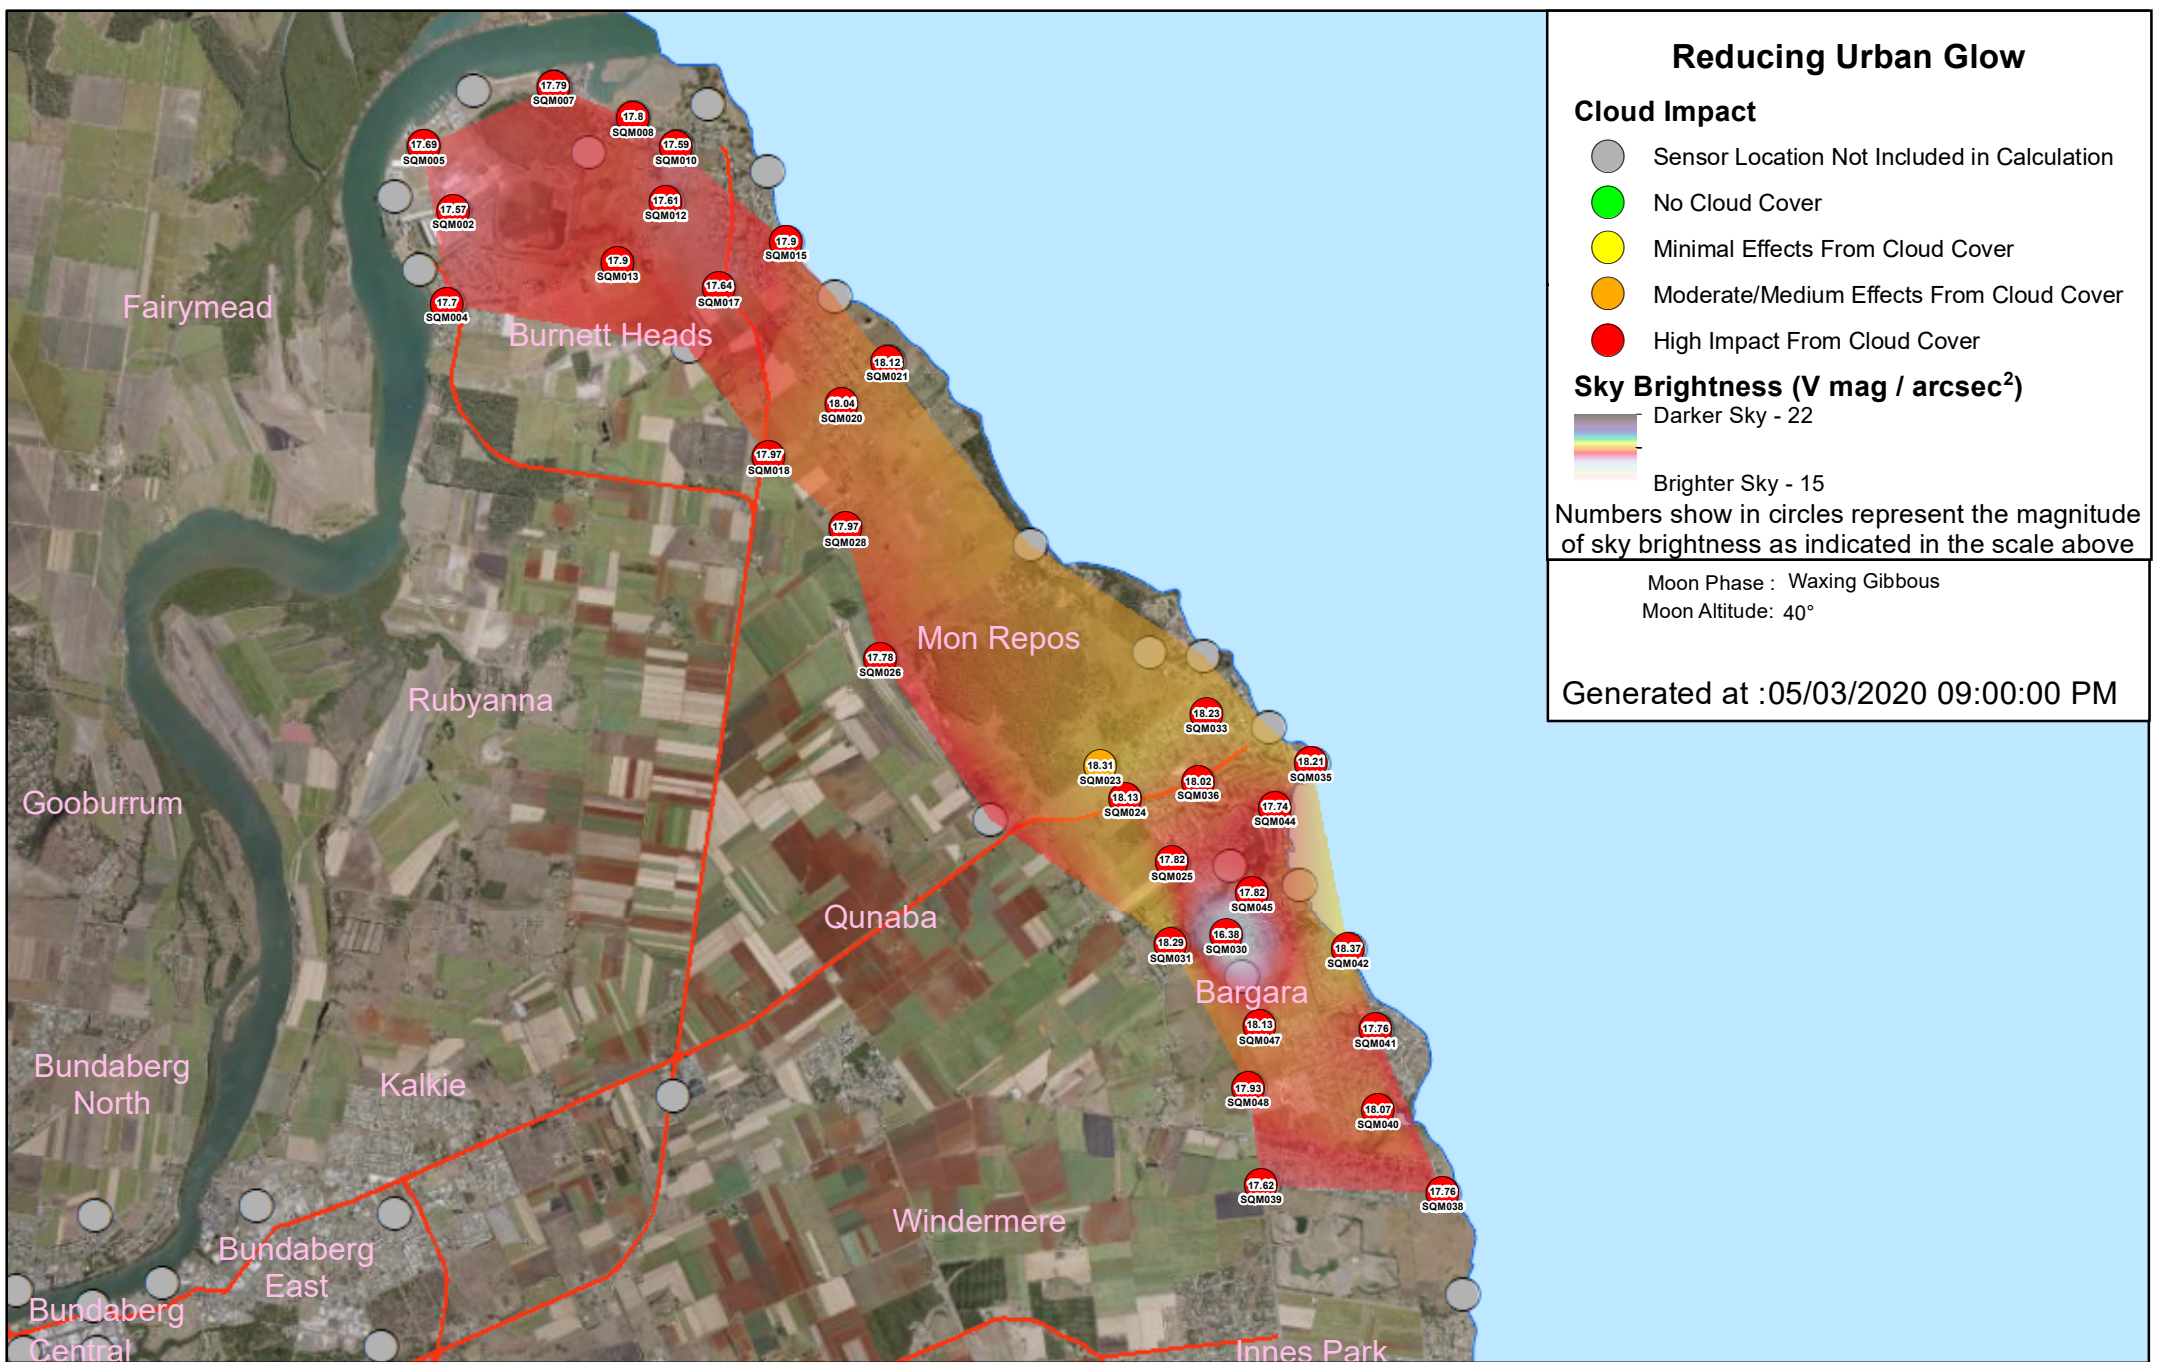 Reducing Urban Glow
Cloud Impact
Sensor Location Not Included in Calculation
No Cloud Cover
Minimal Effects From Cloud Cover
Moderate/Medium Effects From Cloud Cover
High Impact From Cloud Cover
Sky Brightness (V mag / arcsec²)
Darker Sky - 22
Brighter Sky - 15
Numbers show in circles represent the magnitude
of sky brightness as indicated in the scale above
Moon Phase : Waxing Gibbous
Moon Altitude: 40°
Generated at :05/03/2020 09:00:00 PM
17.79
SQM007
17.8
SQM008
17.69
SQM005
17.59
SQM010
17.57
SQM002
17.61
SQM012
17.9
SQM015
17.9
SQM013
17.64
SQM017
17.7
SQM004
Fairymead
Burnett Heads
18.12
SQM021
18.04
SQM020
17.97
SQM018
17.97
SQM028
Mon Repos
17.78
SQM026
Rubyanna
18.23
SQM033
18.31
SQM023
18.21
SQM035
18.02
SQM036
18.13
SQM024
17.74
SQM044
Gooburrum
17.82
SQM025
17.82
SQM045
Qunaba
16.38
SQM030
18.29
SQM031
18.37
SQM042
Bargara
18.13
SQM047
17.76
SQM041
Bundaberg
North
Kalkie
17.93
SQM048
18.07
SQM040
17.62
SQM039
17.76
SQM038
Windermere
Bundaberg
East
Bundaberg
Central
Innes Park